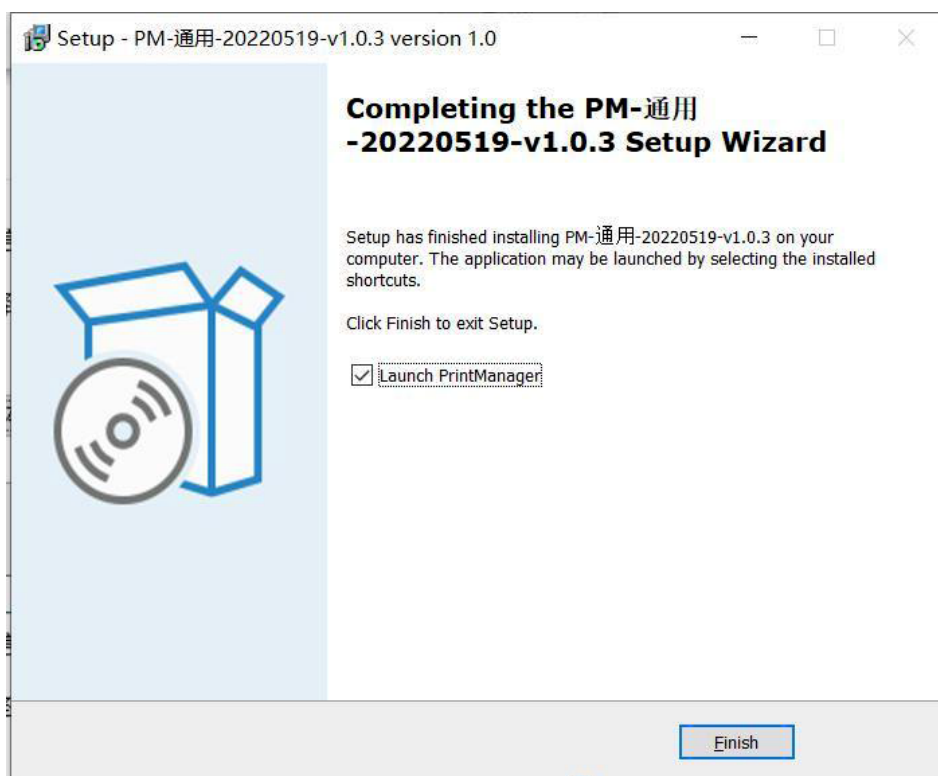 Setup - PM-通用-20220519-v1.0.3 version 1.0
Completing the PM-通用
-20220519-v1.0.3 Setup Wizard
Setup has finished installing PM-通用-20220519-v1.0.3 on your
computer. The application may be launched by selecting the installed
shortcuts.
Click Finish to exit Setup.
Launch PrintManager
Finish